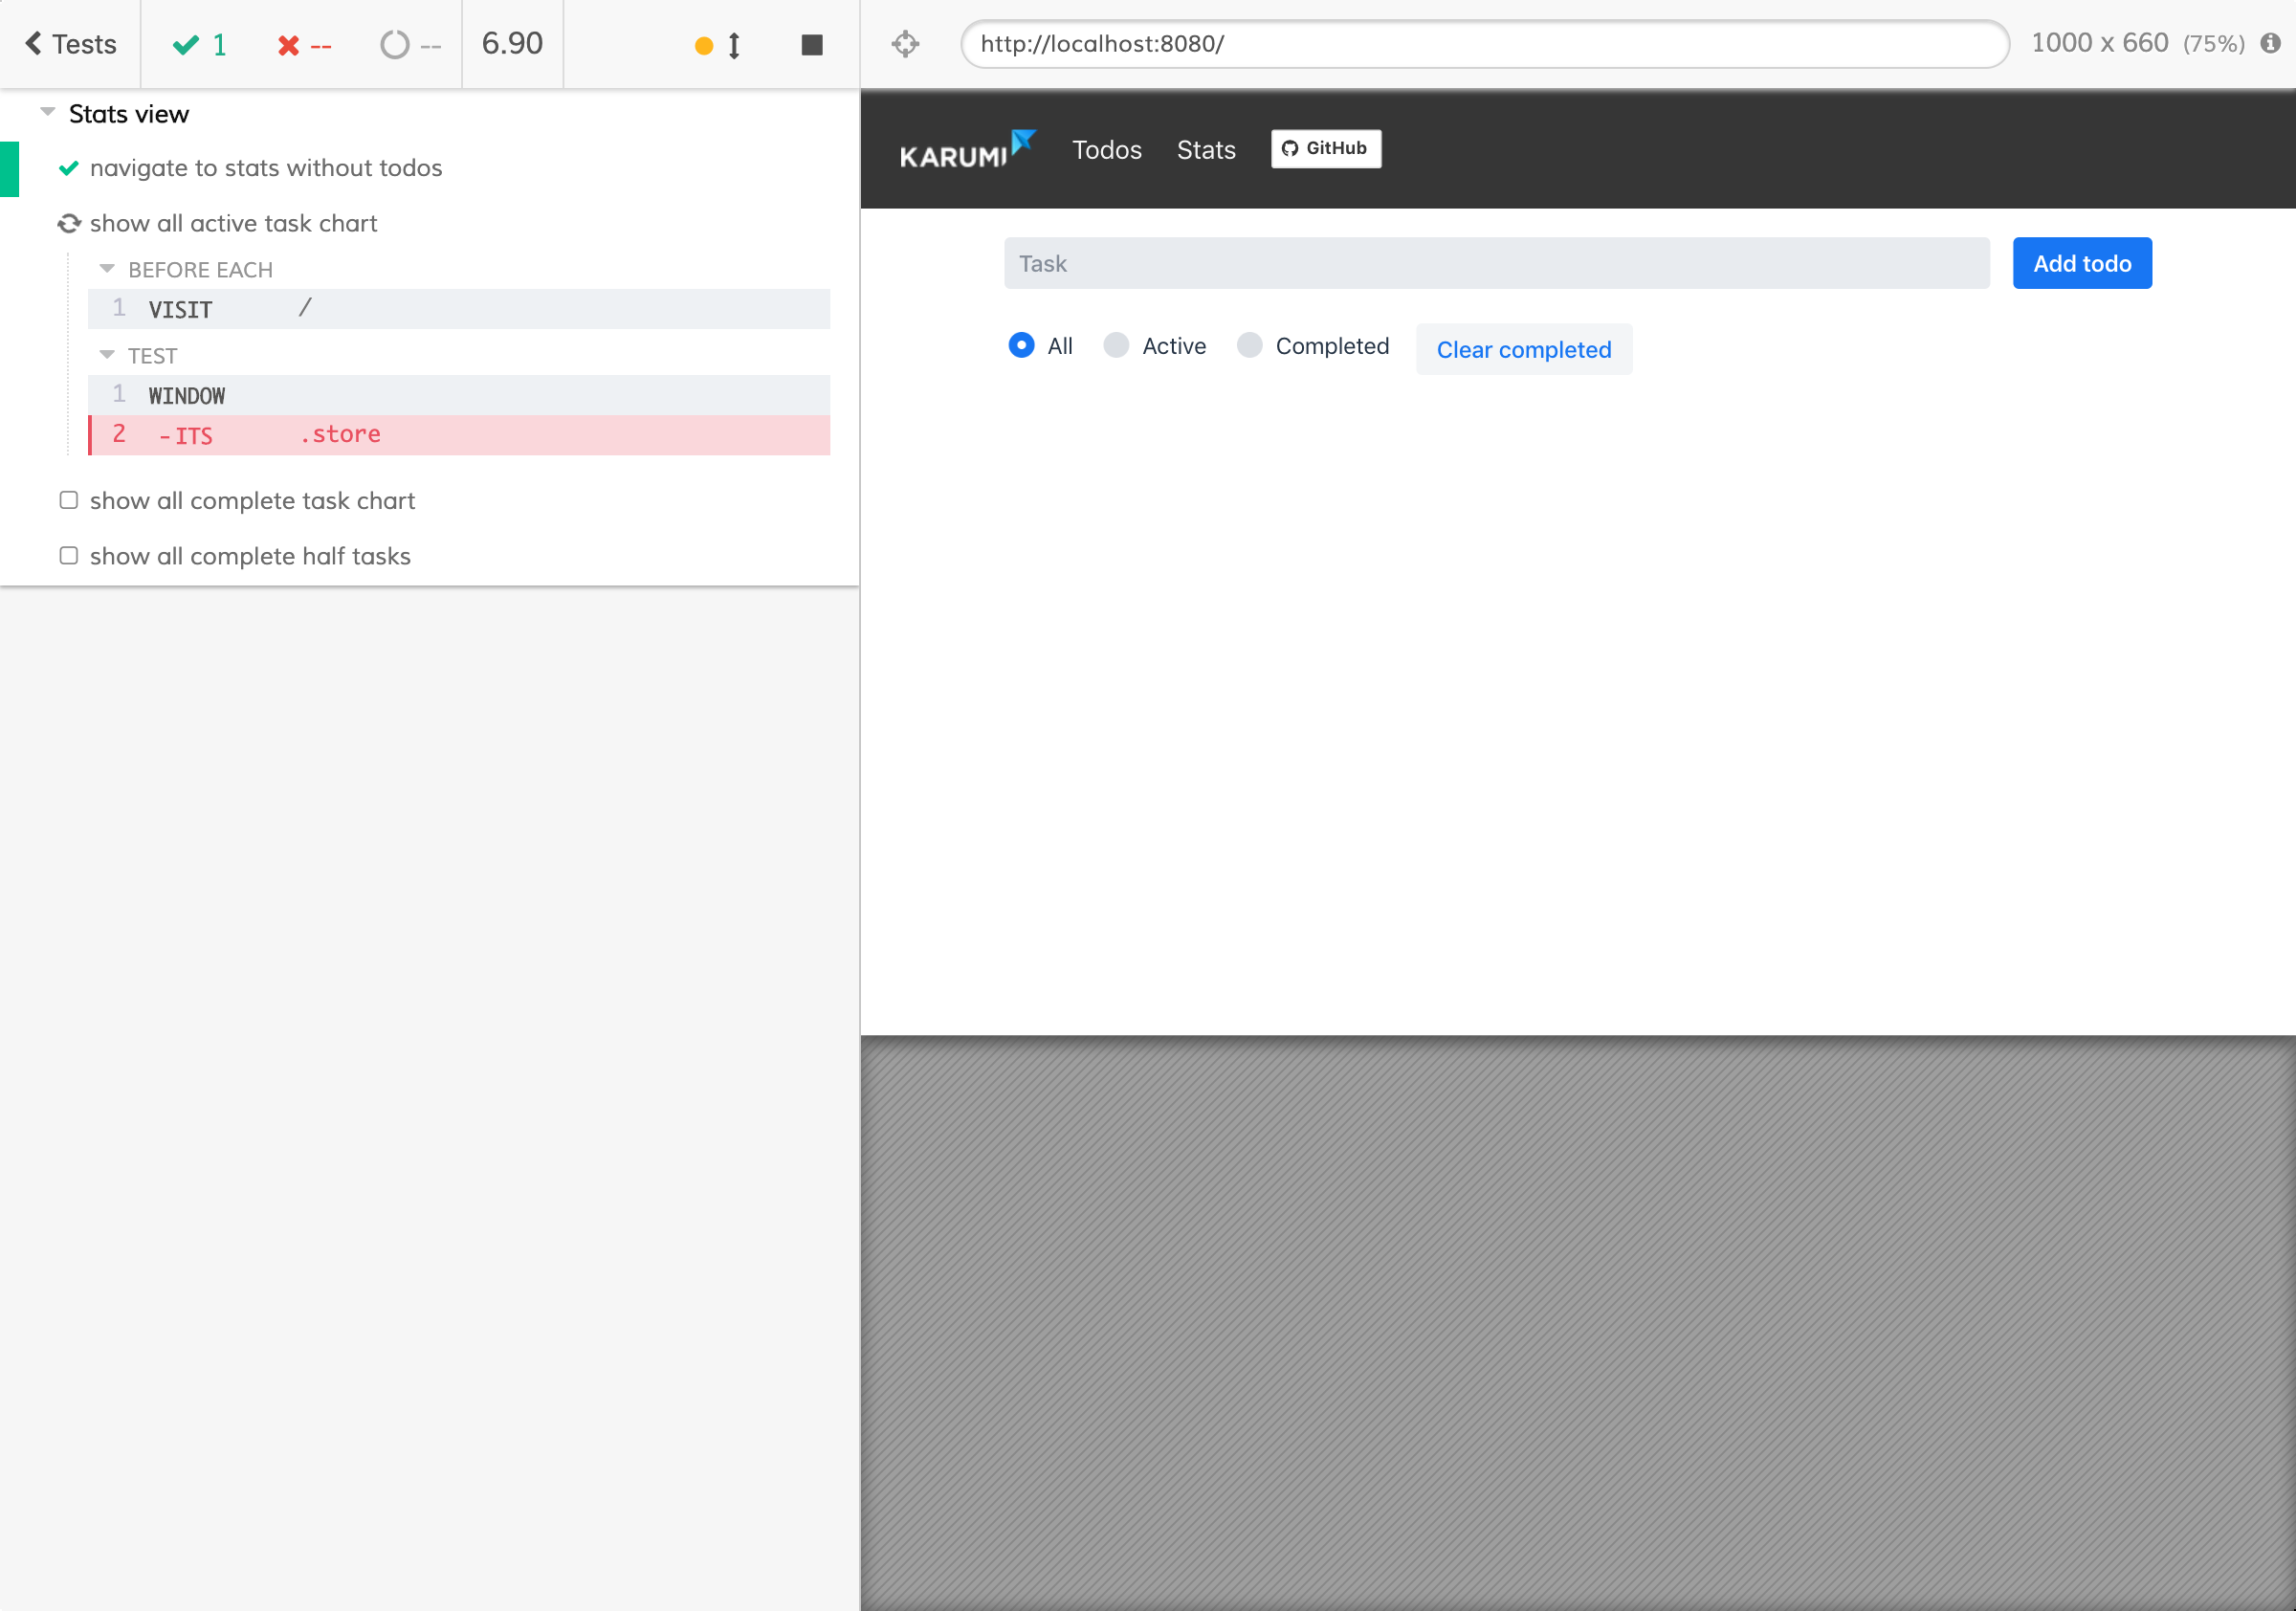 Tests 1 -- -- 6.90
http://localhost:8080/ 1000 x 660 (75%)
Stats view
navigate to stats without todos
show all active task chart
BEFORE EACH
1 VISIT /
TEST
1 WINDOW
2 -ITS .store
show all complete task chart
show all complete half tasks
KARUMI Todos Stats GitHub
Task Add todo
All Active Completed Clear completed